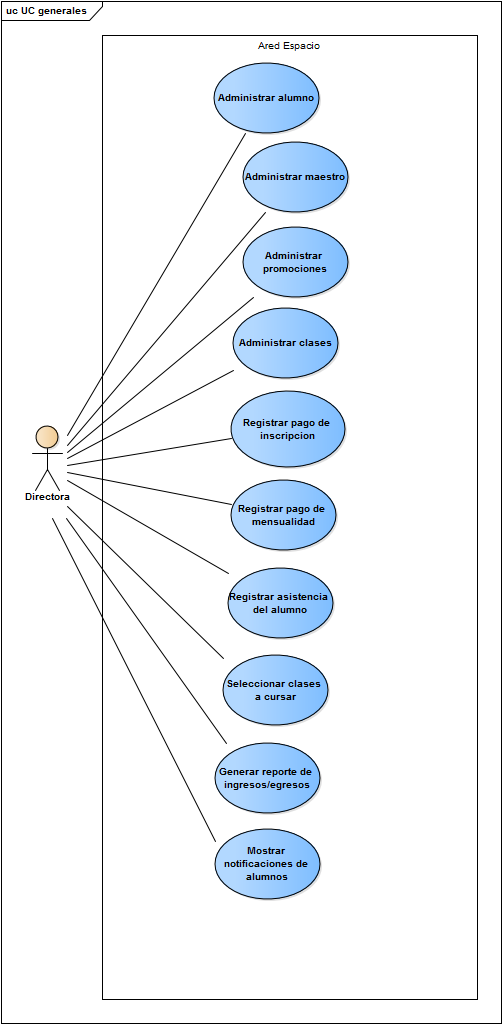 uc UC generales
Ared Espacio
Administrar alumno
Administrar maestro
Administrar
promociones
Administrar clases
Registrar pago de
inscripcion
Directora
Registrar pago de
mensualidad
Registrar asistencia
del alumno
Seleccionar clases
a cursar
Generar reporte de
ingresos/egresos
Mostrar
notificaciones de
alumnos